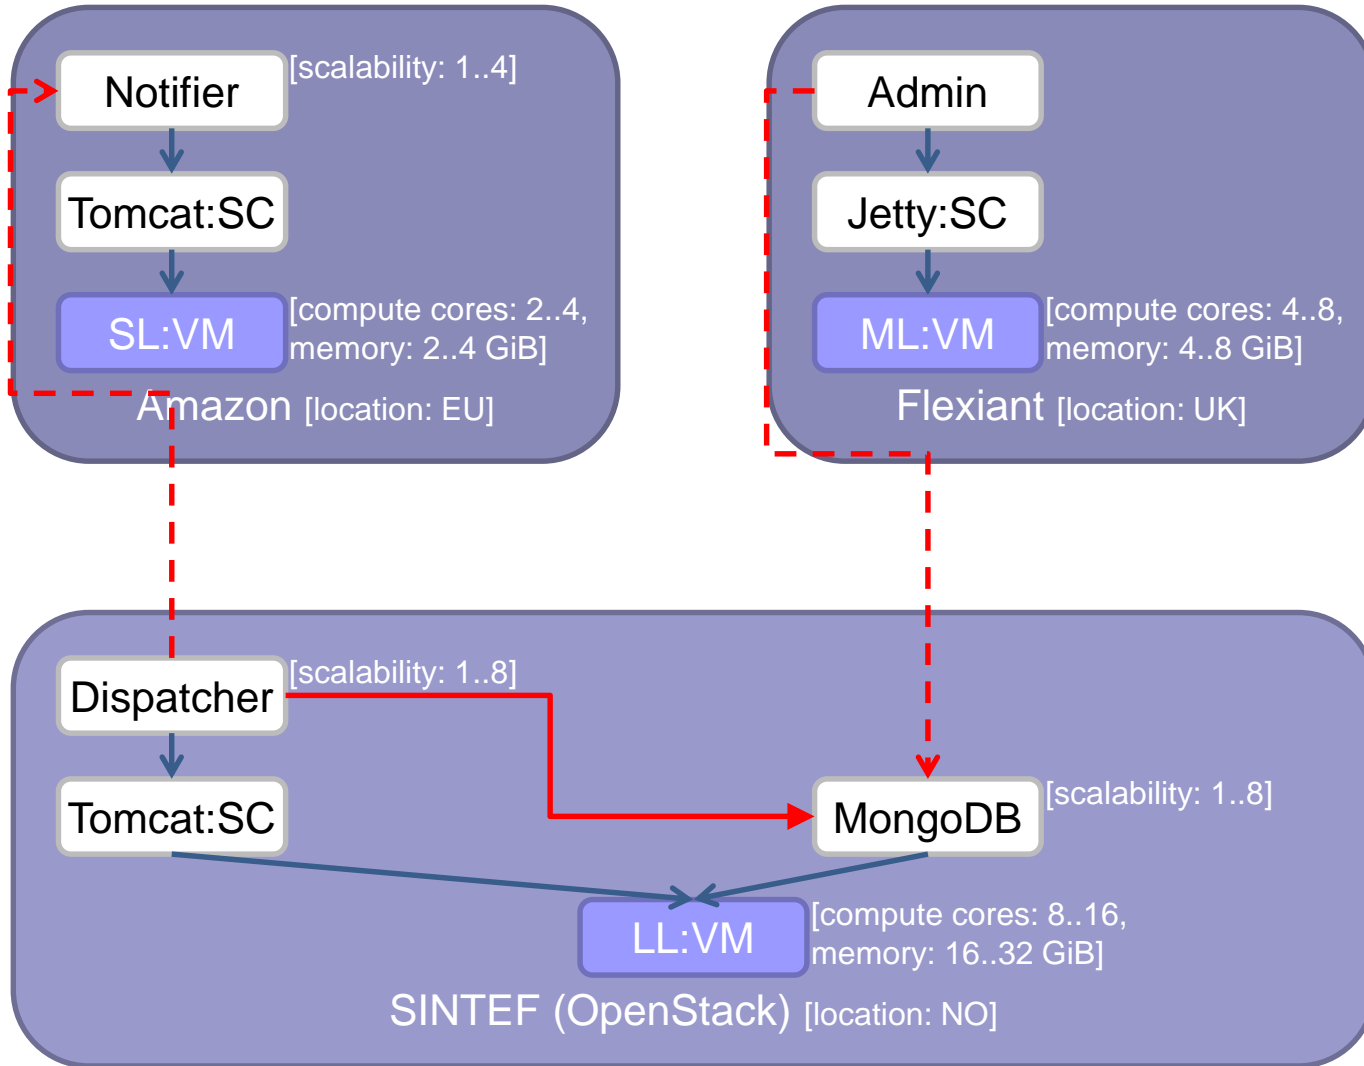 Notifier
[scalability: 1..4]
Tomcat:SC
SL:VM
[compute cores: 2..4,
memory: 2..4 GiB]
Amazon [location: EU]
Admin
Jetty:SC
ML:VM
[compute cores: 4..8,
memory: 4..8 GiB]
Flexiant [location: UK]
Dispatcher
[scalability: 1..8]
Tomcat:SC
MongoDB
[scalability: 1..8]
LL:VM
[compute cores: 8..16,
memory: 16..32 GiB]
SINTEF (OpenStack) [location: NO]